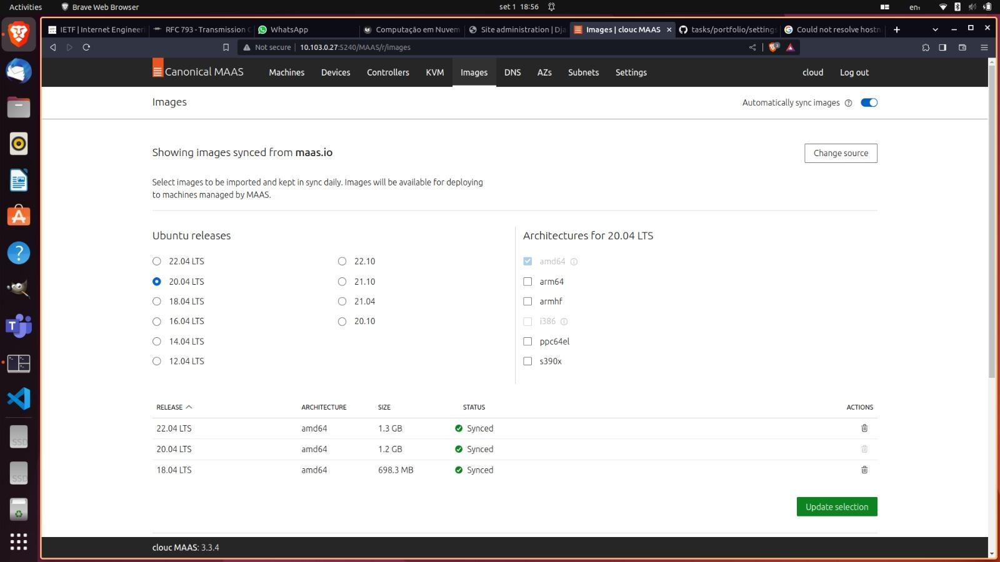 Activities
Brave Web Browser
set 1 18:56
en₁
IETF | Internet Engineeri
RFC 793 - Transmission C
WhatsApp
Computação em Nuvem
Site administration | Dja
Images | clouc MAAS
tasks/portfolio/settings
Could not resolve hostn
Not secure
10.103.0.27:5240/MAAS/r/images
Canonical MAAS
Machines
Devices
Controllers
KVM
Images
DNS
AZs
Subnets
Settings
cloud
Log out
Images
Automatically sync images
Showing images synced from maas.io
Change source
Select images to be imported and kept in sync daily. Images will be available for deploying
to machines managed by MAAS.
Ubuntu releases
Architectures for 20.04 LTS
22.04 LTS
22.10
amd64
20.04 LTS
21.10
arm64
18.04 LTS
21.04
armhf
16.04 LTS
20.10
i386
14.04 LTS
ppc64el
12.04 LTS
s390x
RELEASE
ARCHITECTURE
SIZE
STATUS
ACTIONS
22.04 LTS
amd64
1.3 GB
Synced
20.04 LTS
amd64
1.2 GB
Synced
18.04 LTS
amd64
698.3 MB
Synced
Update selection
clouc MAAS: 3.3.4
SSD
SSD